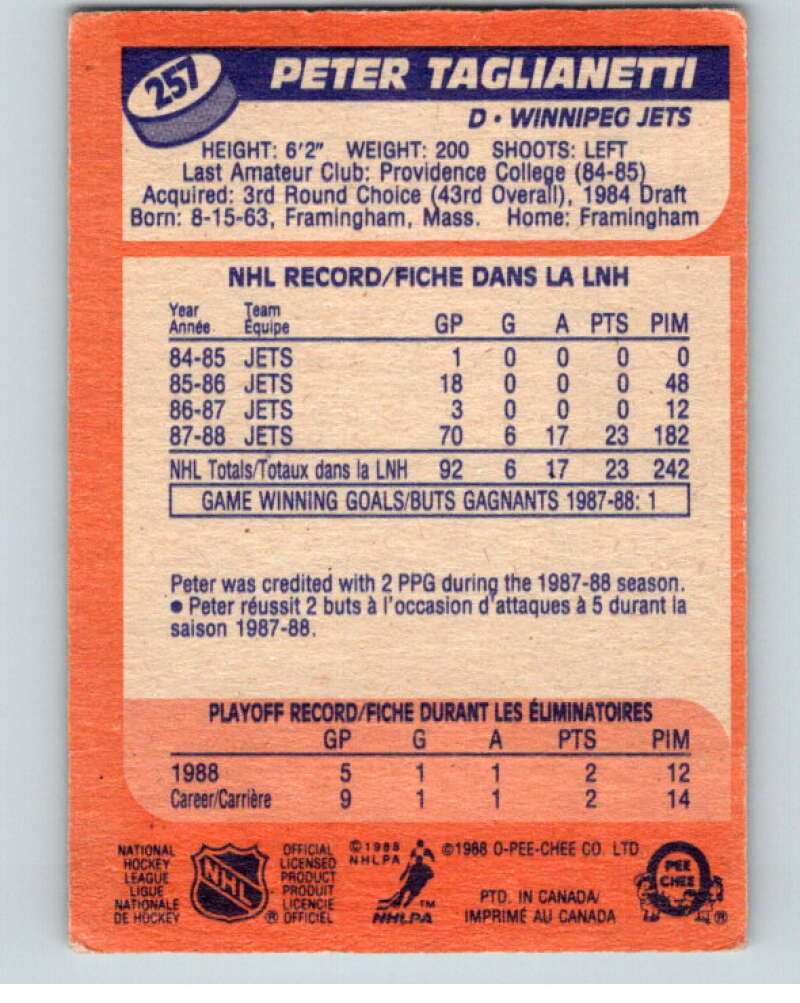 257
PETER TAGLIANETTI
D • WINNIPEG JETS
HEIGHT: 6'2" WEIGHT: 200 SHOOTS: LEFT
Last Amateur Club: Providence College (84-85)
Acquired: 3rd Round Choice (43rd Overall), 1984 Draft
Born: 8-15-63, Framingham, Mass. Home: Framingham
NHL RECORD/FICHE DANS LA LNH
Year Team
Année Équipe GP G A PTS PIM
84-85 JETS 1 0 0 0 0
85-86 JETS 18 0 0 0 48
86-87 JETS 3 0 0 0 12
87-88 JETS 70 6 17 23 182
NHL Totals/Totaux dans la LNH 92 6 17 23 242
GAME WINNING GOALS/BUTS GAGNANTS 1987-88: 1
Peter was credited with 2 PPG during the 1987-88 season.
• Peter réussit 2 buts à l'occasion d'attaques à 5 durant la
saison 1987-88.
PLAYOFF RECORD/FICHE DURANT LES ÉLIMINATOIRES
GP G A PTS PIM
1988 5 1 1 2 12
Career/Carrière 9 1 1 2 14
NATIONAL
HOCKEY
LEAGUE
LIGUE
NATIONALE
DE HOCKEY
NHL
®
OFFICIAL
LICENSED
PRODUCT
PRODUIT
LICENCIE
OFFICIEL
©1988
NHLPA
TM
NHLPA
©1988 O-PEE-CHEE CO. LTD.
PTD. IN CANADA/
IMPRIMÉ AU CANADA
PEE
CHEE
®